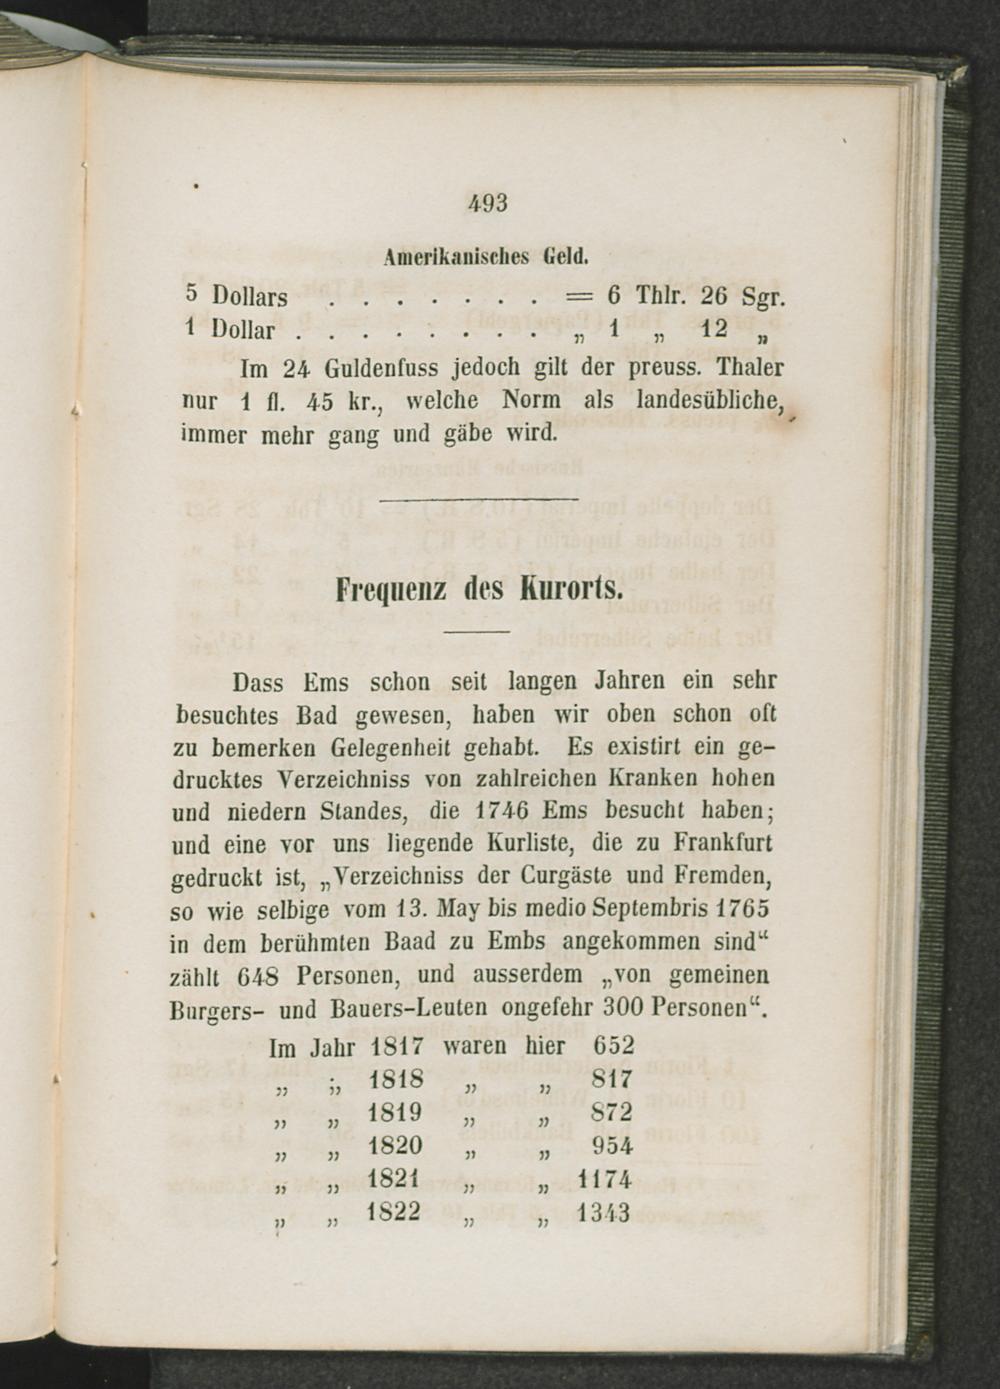 493
Amerikanisches Geld.
5 Dollars . . . . . . . = 6 Thlr. 26 Sgr.
1 Dollar . . . . . . . . „ 1 „ 12 „
Im 24 Guldenfuss jedoch gilt der preuss. Thaler
nur 1 fl. 45 kr., welche Norm als landesübliche,
immer mehr gang und gäbe wird.
Frequenz des Kurorts.
Dass Ems schon seit langen Jahren ein sehr
besuchtes Bad gewesen, haben wir oben schon oft
zu bemerken Gelegenheit gehabt. Es existirt ein ge-
drucktes Verzeichniss von zahlreichen Kranken hohen
und niedern Standes, die 1746 Ems besucht haben;
und eine vor uns liegende Kurliste, die zu Frankfurt
gedruckt ist, „Verzeichniss der Curgäste und Fremden,
so wie selbige vom 13. May bis medio Septembris 1765
in dem berühmten Baad zu Embs angekommen sind“
zählt 648 Personen, und ausserdem „von gemeinen
Burgers- und Bauers-Leuten ongefehr 300 Personen“.
Im Jahr 1817 waren hier 652
„ „ 1818 „ „ 817
„ „ 1819 „ „ 872
„ „ 1820 „ „ 954
„ „ 1821 „ „ 1174
„ „ 1822 „ „ 1343